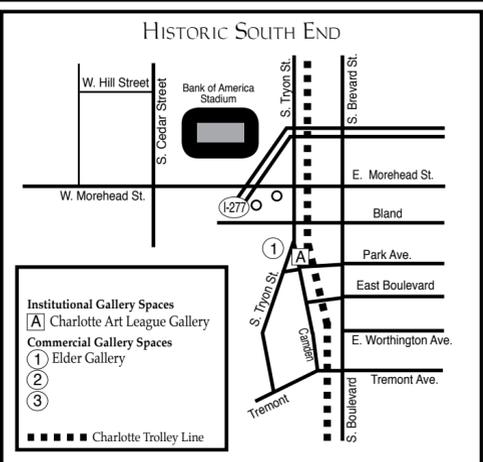 HISTORIC SOUTH END
W. Hill Street
S. Cedar Street
Bank of America
Stadium
S. Tryon St.
S. Brevard St.
W. Morehead St.
E. Morehead St.
I-277
Bland
1
A
Park Ave.
S. Tryon St.
East Boulevard
Camden
E. Worthington Ave.
Tremont Ave.
Tremont
S. Boulevard
Institutional Gallery Spaces
A Charlotte Art League Gallery
Commercial Gallery Spaces
1 Elder Gallery
2
3
Charlotte Trolley Line